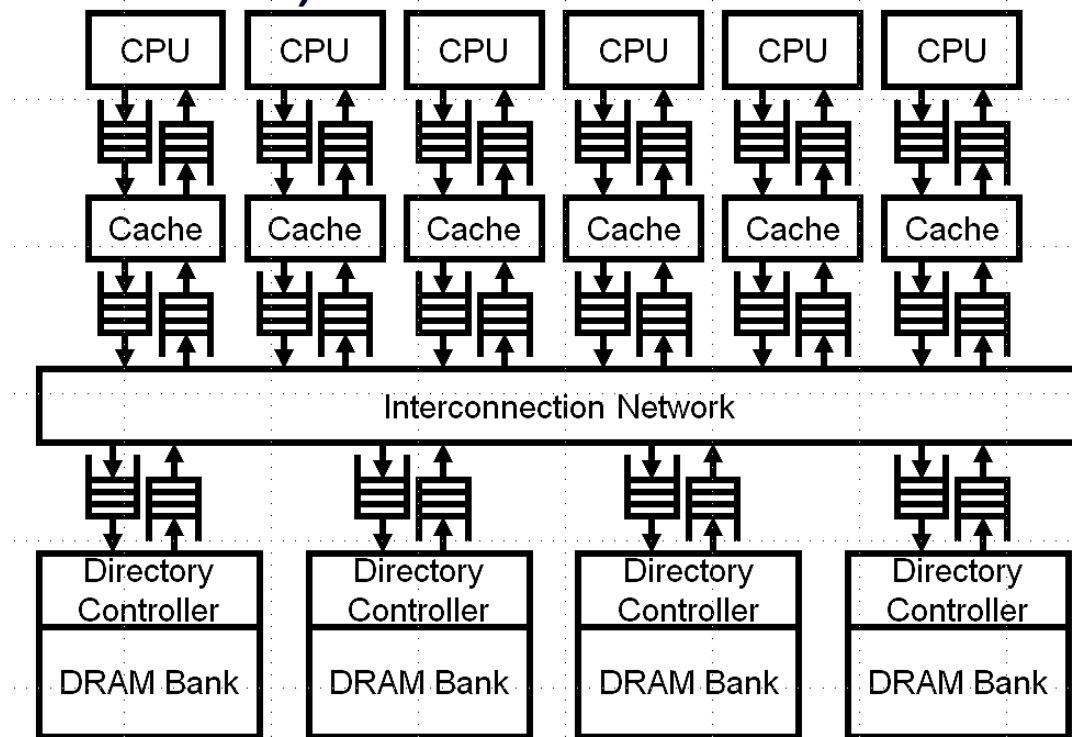 CPU CPU CPU CPU CPU CPU
Cache Cache Cache Cache Cache Cache
Interconnection Network
Directory Directory Directory Directory
Controller Controller Controller Controller
DRAM Bank DRAM Bank DRAM Bank DRAM Bank